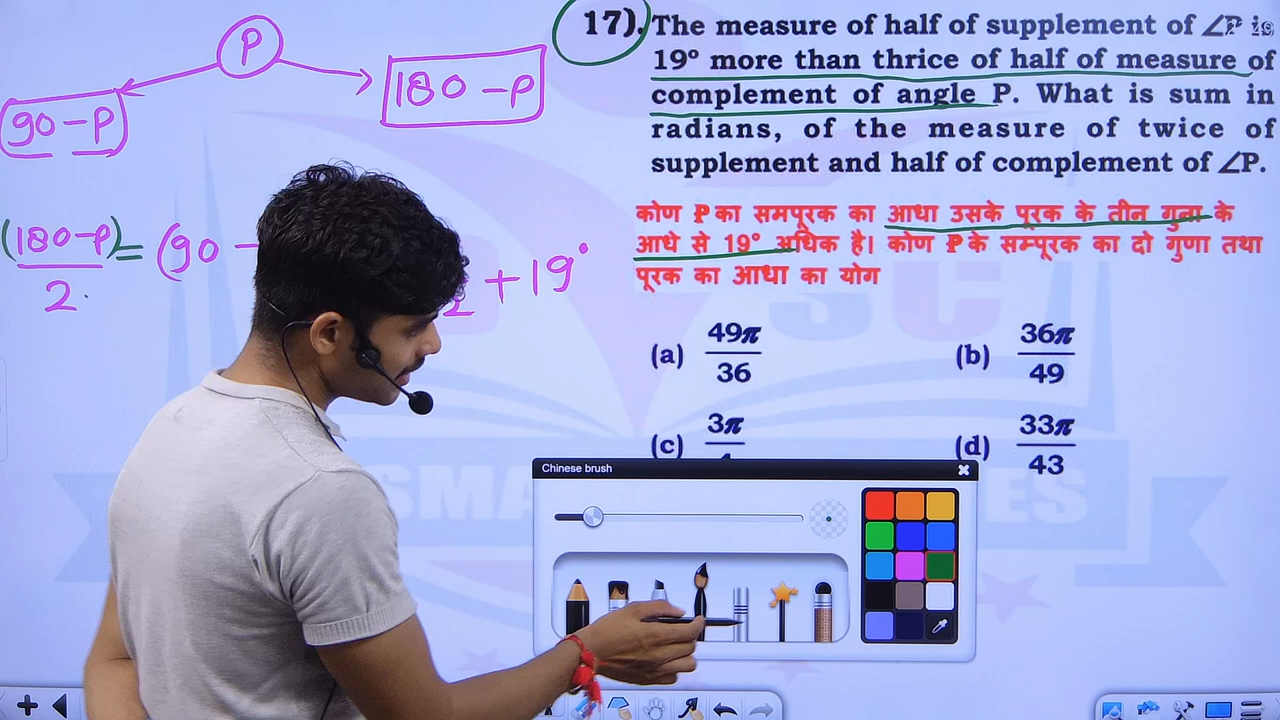 P
90 - P
180 - P
(180-P) = (90 -
2
2 + 19°
17). The measure of half of supplement of ∠P is
19° more than thrice of half of measure of
complement of angle P. What is sum in
radians, of the measure of twice of
supplement and half of complement of ∠P.
कोण P का समपूरक का आधा उसके पूरक के तीन गुना के
आधे से 19° अधिक है। कोण P के सम्पूरक का दो गुणा तथा
पूरक का आधा का योग
(a) 49π/36
(b) 36π/49
(c) 3π
(d) 33π/43
Chinese brush